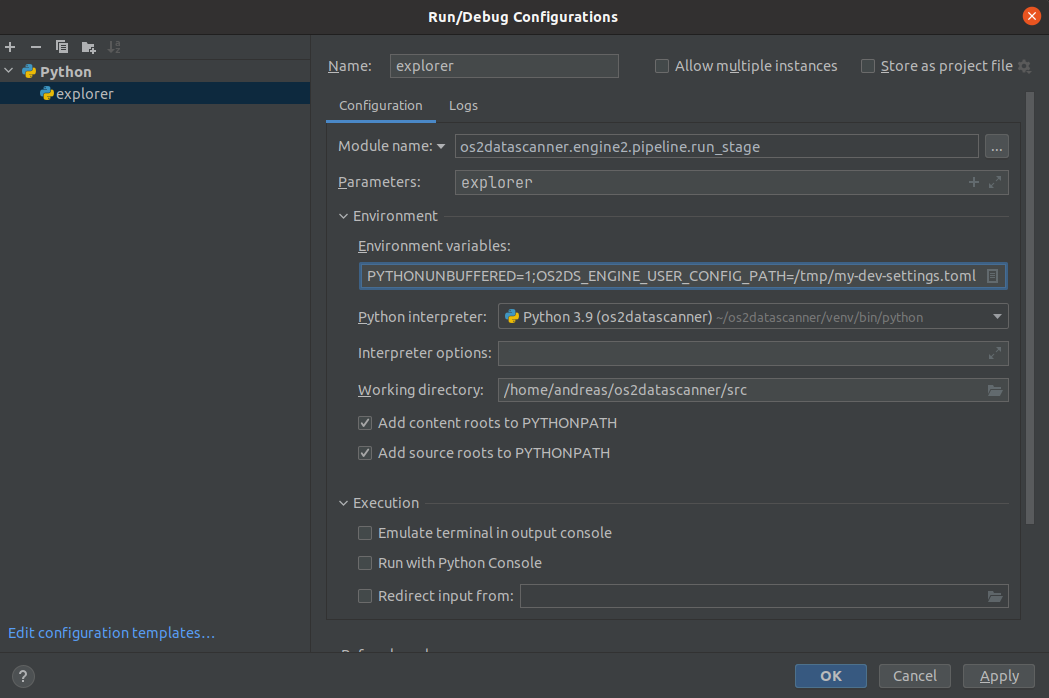 Run/Debug Configurations
Python
explorer
Name: explorer Allow multiple instances Store as project file
Configuration Logs
Module name: os2datascanner.engine2.pipeline.run_stage ...
Parameters: explorer
Environment
Environment variables:
PYTHONUNBUFFERED=1;OS2DS_ENGINE_USER_CONFIG_PATH=/tmp/my-dev-settings.toml
Python interpreter: Python 3.9 (os2datascanner) ~/os2datascanner/venv/bin/python
Interpreter options:
Working directory: /home/andreas/os2datascanner/src
Add content roots to PYTHONPATH
Add source roots to PYTHONPATH
Execution
Emulate terminal in output console
Run with Python Console
Redirect input from:
Edit configuration templates...
? OK Cancel Apply